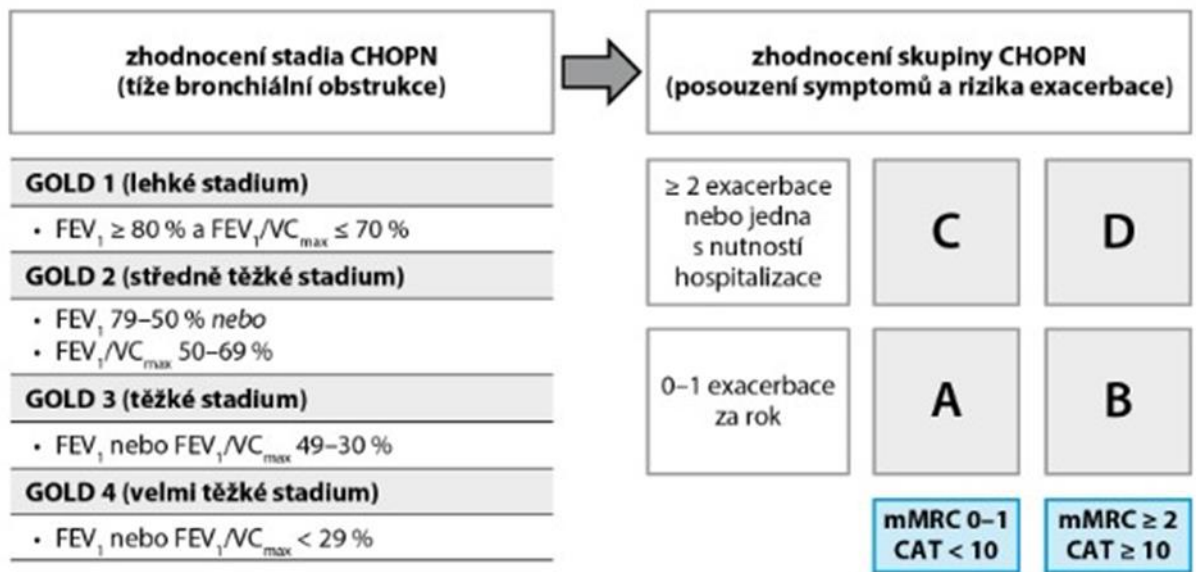 zhodnocení stadia CHOPN
(tíže bronchiální obstrukce)
zhodnocení skupiny CHOPN
(posouzení symptomů a rizika exacerbace)
GOLD 1 (lehké stadium)
• FEV₁ ≥ 80 % a FEV₁/VCmax ≤ 70 %
GOLD 2 (středně těžké stadium)
• FEV₁ 79–50 % nebo
• FEV₁/VCmax 50–69 %
GOLD 3 (těžké stadium)
• FEV₁ nebo FEV₁/VCmax 49–30 %
GOLD 4 (velmi těžké stadium)
• FEV₁ nebo FEV₁/VCmax < 29 %
≥ 2 exacerbace
nebo jedna
s nutností
hospitalizace
C
D
0–1 exacerbace
za rok
A
B
mMRC 0–1
CAT < 10
mMRC ≥ 2
CAT ≥ 10